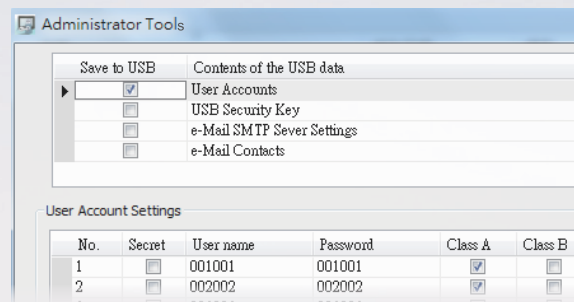 Administrator Tools
Save to USB Contents of the USB data
User Accounts
USB Security Key
e-Mail SMTP Sever Settings
e-Mail Contacts
User Account Settings
No. Secret User name Password Class A Class B
1 001001 001001
2 002002 002002